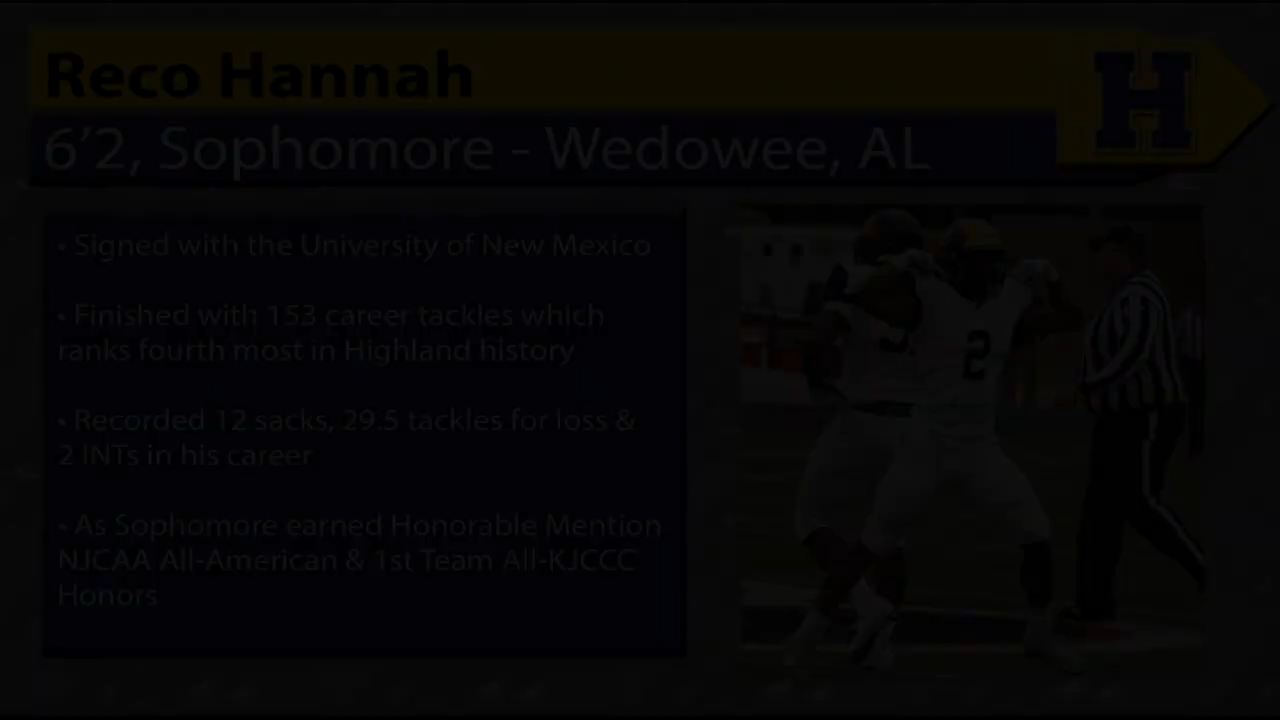 Reco Hannah
H
6’2, Sophomore - Wedowee, AL
• Signed with the University of New Mexico
• Finished with 153 career tackles which
ranks fourth most in Highland history
• Recorded 12 sacks, 29.5 tackles for loss &
2 INTs in his career
• As Sophomore earned Honorable Mention
NJCAA All-American & 1st Team All-KJCCC
Honors
2